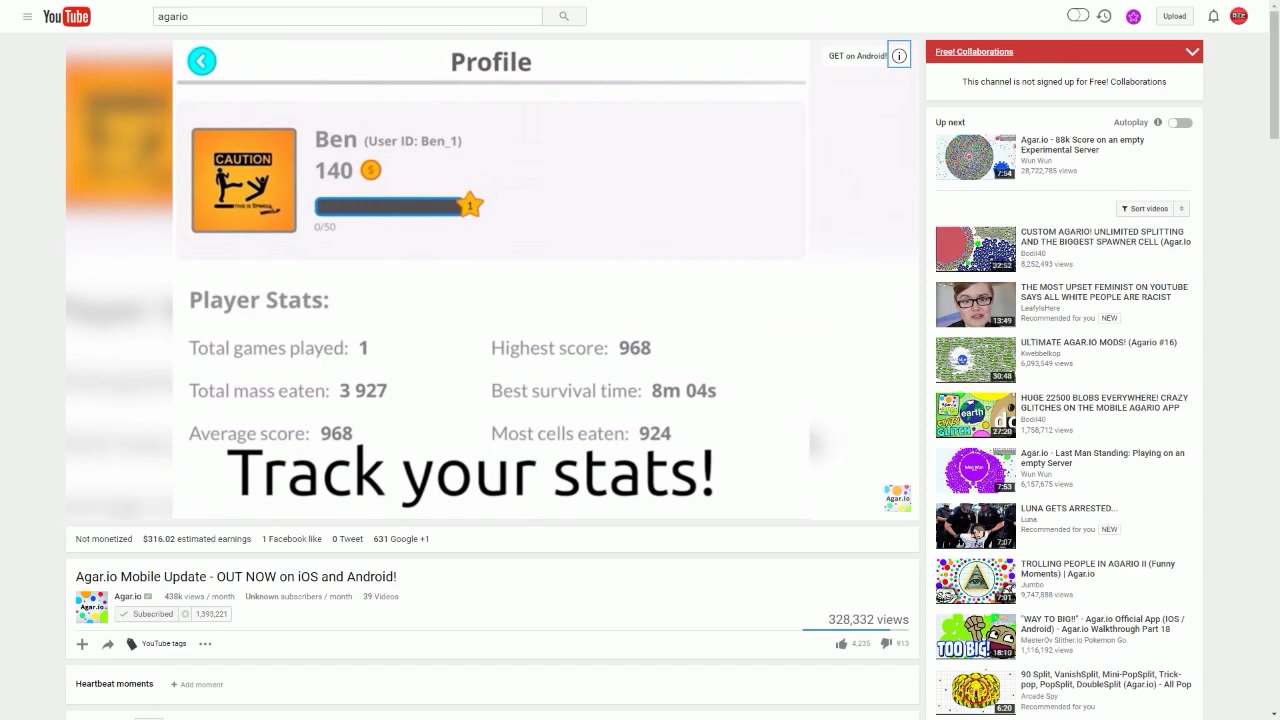 YouTube
agario
Upload
Profile
GET on Android!
Ben (User ID: Ben_1)
140
1
0/50
CAUTION
THIS IS SPARTA
Player Stats:
Total games played: 1
Highest score: 968
Total mass eaten: 3 927
Best survival time: 8m 04s
Average score: 968
Most cells eaten: 924
Track your stats!
Agar.io
Not monetized $316.02 estimated earnings 1 Facebook like 0 Tweet 631 Google +1
Agar.io Mobile Update - OUT NOW on iOS and Android!
Agar.io
Agar.io 438k views / month Unknown subscribers / month 39 Videos
Subscribed 1,393,221
328,332 views
YouTube tags
4,235 913
Heartbeat moments + Add moment
Free! Collaborations
This channel is not signed up for Free! Collaborations
Up next
Autoplay
Agar.io - 88k Score on an empty
Experimental Server
Wun Wun
28,722,785 views
7:54
Sort videos
CUSTOM AGARIO! UNLIMITED SPLITTING
AND THE BIGGEST SPAWNER CELL (Agar.io
Bodil40
8,252,493 views
32:52
THE MOST UPSET FEMINIST ON YOUTUBE
SAYS ALL WHITE PEOPLE ARE RACIST
LeafyIsHere
Recommended for you NEW
13:49
ULTIMATE AGAR.IO MODS! (Agario #16)
Kwebbelkop
6,093,549 views
30:48
HUGE 22500 BLOBS EVERYWHERE! CRAZY
GLITCHES ON THE MOBILE AGARIO APP
Bodil40
1,758,712 views
earth
27:20
Agar.io - Last Man Standing: Playing on an
empty Server
Wun Wun
6,157,675 views
7:53
LUNA GETS ARRESTED...
Luna
Recommended for you NEW
7:07
TROLLING PEOPLE IN AGARIO II (Funny
Moments) | Agar.io
Jumbo
9,747,888 views
7:01
"WAY TO BIG!!" - Agar.io Official App (IOS /
Android) - Agar.io Walkthrough Part 18
MasterOv Slither.io Pokemon Go
1,116,192 views
TOO BIG!
18:10
90 Split, VanishSplit, Mini-PopSplit, Trick-
pop, PopSplit, DoubleSplit (Agar.io) - All Pop
Arcade Spy
Recommended for you
6:20